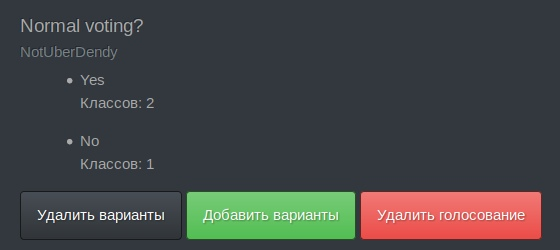 Normal voting?
NotUberDendy
Yes
Классов: 2
No
Классов: 1
Удалить варианты Добавить варианты Удалить голосование